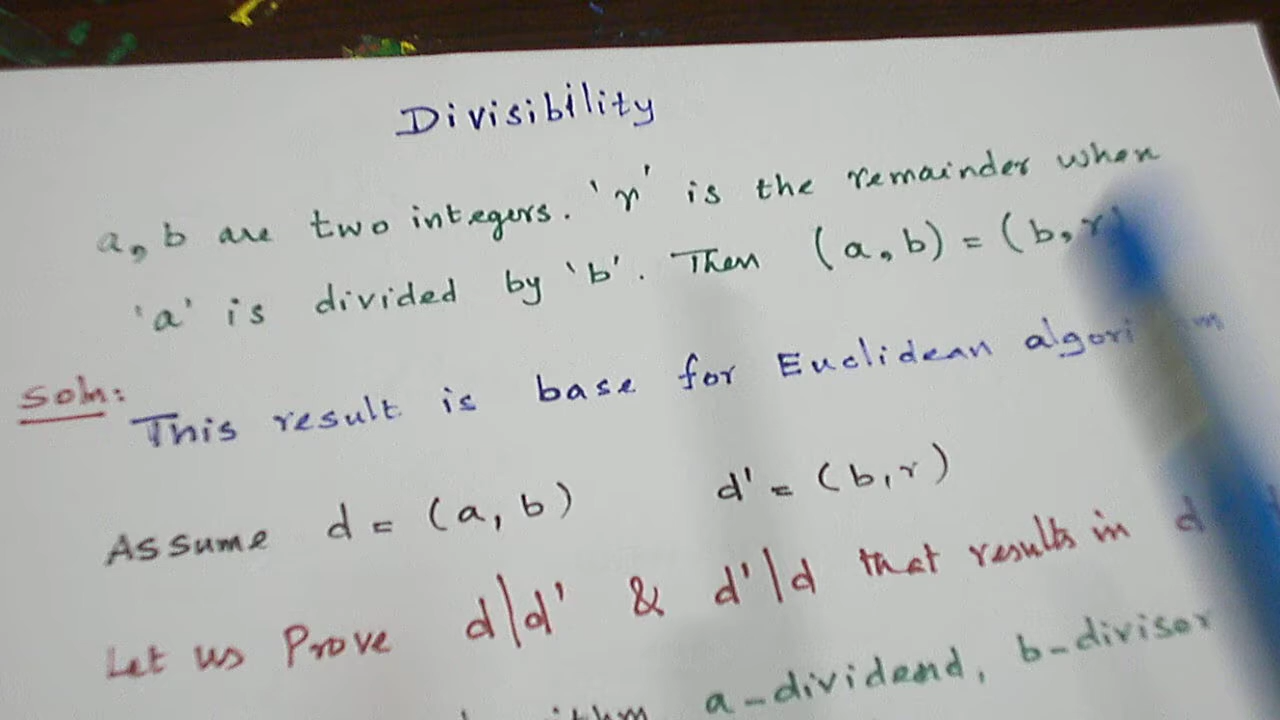 Divisibility
a, b are two integers. 'r' is the remainder when
'a' is divided by 'b'. Then (a, b) = (b, r)
Soln:
This result is base for Euclidean
Assume d = (a, b) d' = (b, r)
Let us Prove d|d' & d'|d that results in d
a - dividend, b - divisor